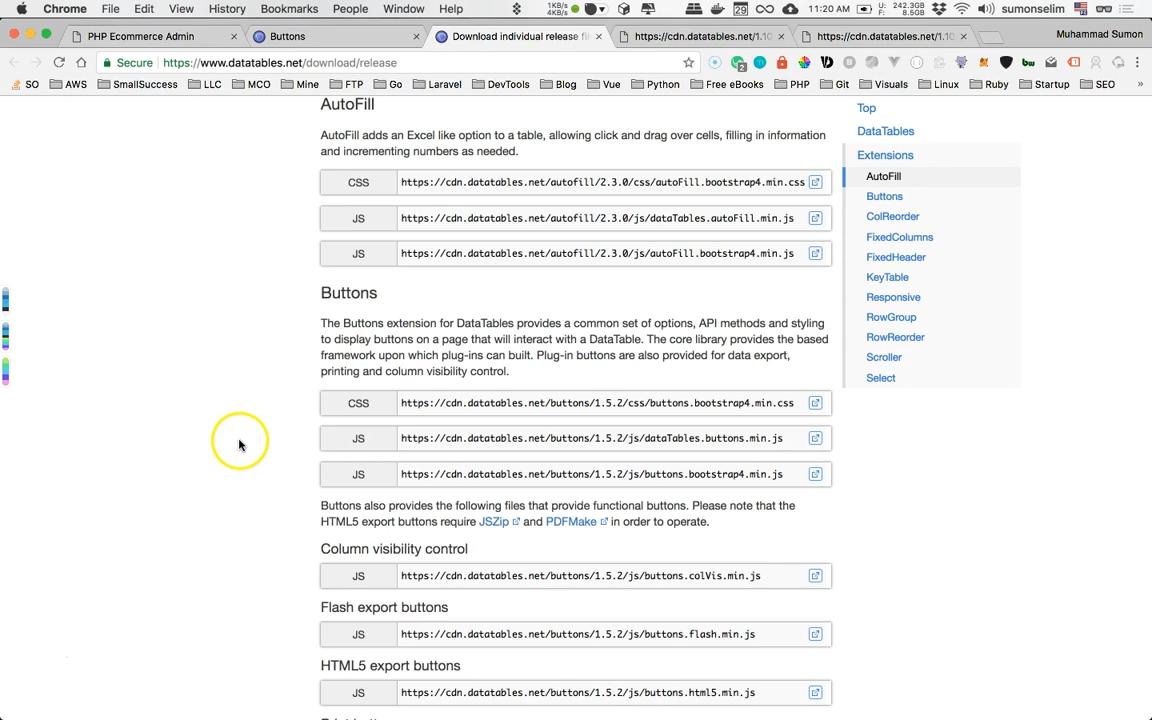 Chrome File Edit View History Bookmarks People Window Help 1KB/s 4KB/s 29 11:20 AM U: 242.3GB F: 8.5GB sumonselim
PHP Ecommerce Admin Buttons Download individual release fi https://cdn.datatables.net/1.10 https://cdn.datatables.net/1.10 Muhammad Sumon
Secure https://www.datatables.net/download/release
SO AWS SmallSuccess LLC MCO Mine FTP Go Laravel DevTools Blog Vue Python Free eBooks PHP Git Visuals Linux Ruby Startup SEO »
AutoFill
AutoFill adds an Excel like option to a table, allowing click and drag over cells, filling in information
and incrementing numbers as needed.
CSS https://cdn.datatables.net/autofill/2.3.0/css/autoFill.bootstrap4.min.css
JS https://cdn.datatables.net/autofill/2.3.0/js/dataTables.autoFill.min.js
JS https://cdn.datatables.net/autofill/2.3.0/js/autoFill.bootstrap4.min.js
Buttons
The Buttons extension for DataTables provides a common set of options, API methods and styling
to display buttons on a page that will interact with a DataTable. The core library provides the based
framework upon which plug-ins can built. Plug-in buttons are also provided for data export,
printing and column visibility control.
CSS https://cdn.datatables.net/buttons/1.5.2/css/buttons.bootstrap4.min.css
JS https://cdn.datatables.net/buttons/1.5.2/js/dataTables.buttons.min.js
JS https://cdn.datatables.net/buttons/1.5.2/js/buttons.bootstrap4.min.js
Buttons also provides the following files that provide functional buttons. Please note that the
HTML5 export buttons require JSZip and PDFMake in order to operate.
Column visibility control
JS https://cdn.datatables.net/buttons/1.5.2/js/buttons.colVis.min.js
Flash export buttons
JS https://cdn.datatables.net/buttons/1.5.2/js/buttons.flash.min.js
HTML5 export buttons
JS https://cdn.datatables.net/buttons/1.5.2/js/buttons.html5.min.js
Top
DataTables
Extensions
AutoFill
Buttons
ColReorder
FixedColumns
FixedHeader
KeyTable
Responsive
RowGroup
RowReorder
Scroller
Select